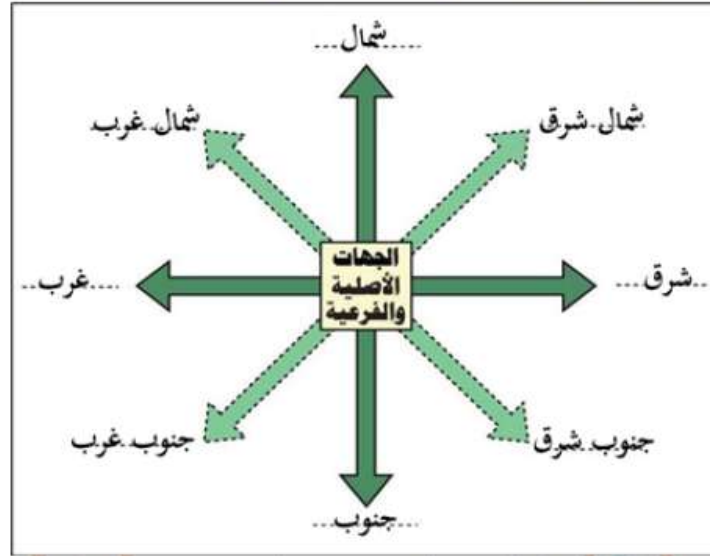 شمال
شمال شرق
شمال غرب
الجهات
الأصلية
والفرعية
شرق
غرب
جنوب شرق
جنوب غرب
جنوب